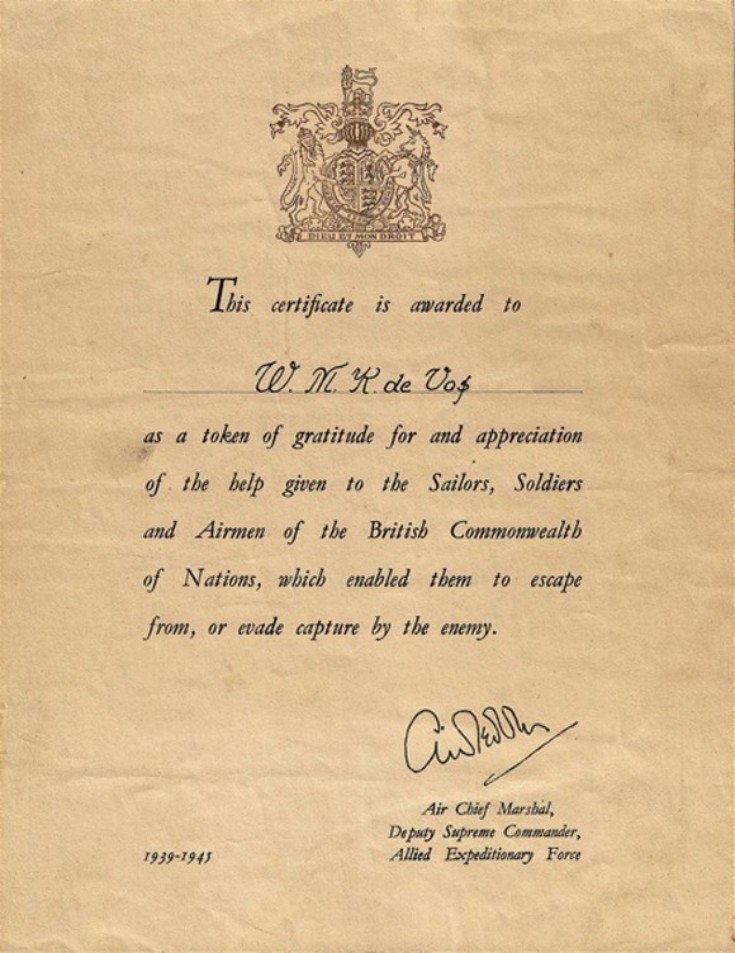 DIEU ET MON DROIT
This certificate is awarded to
W. M. K. de Vos
as a token of gratitude for and appreciation
of the help given to the Sailors, Soldiers
and Airmen of the British Commonwealth
of Nations, which enabled them to escape
from, or evade capture by the enemy.
Air Chief Marshal,
Deputy Supreme Commander,
Allied Expeditionary Force
1939-1945